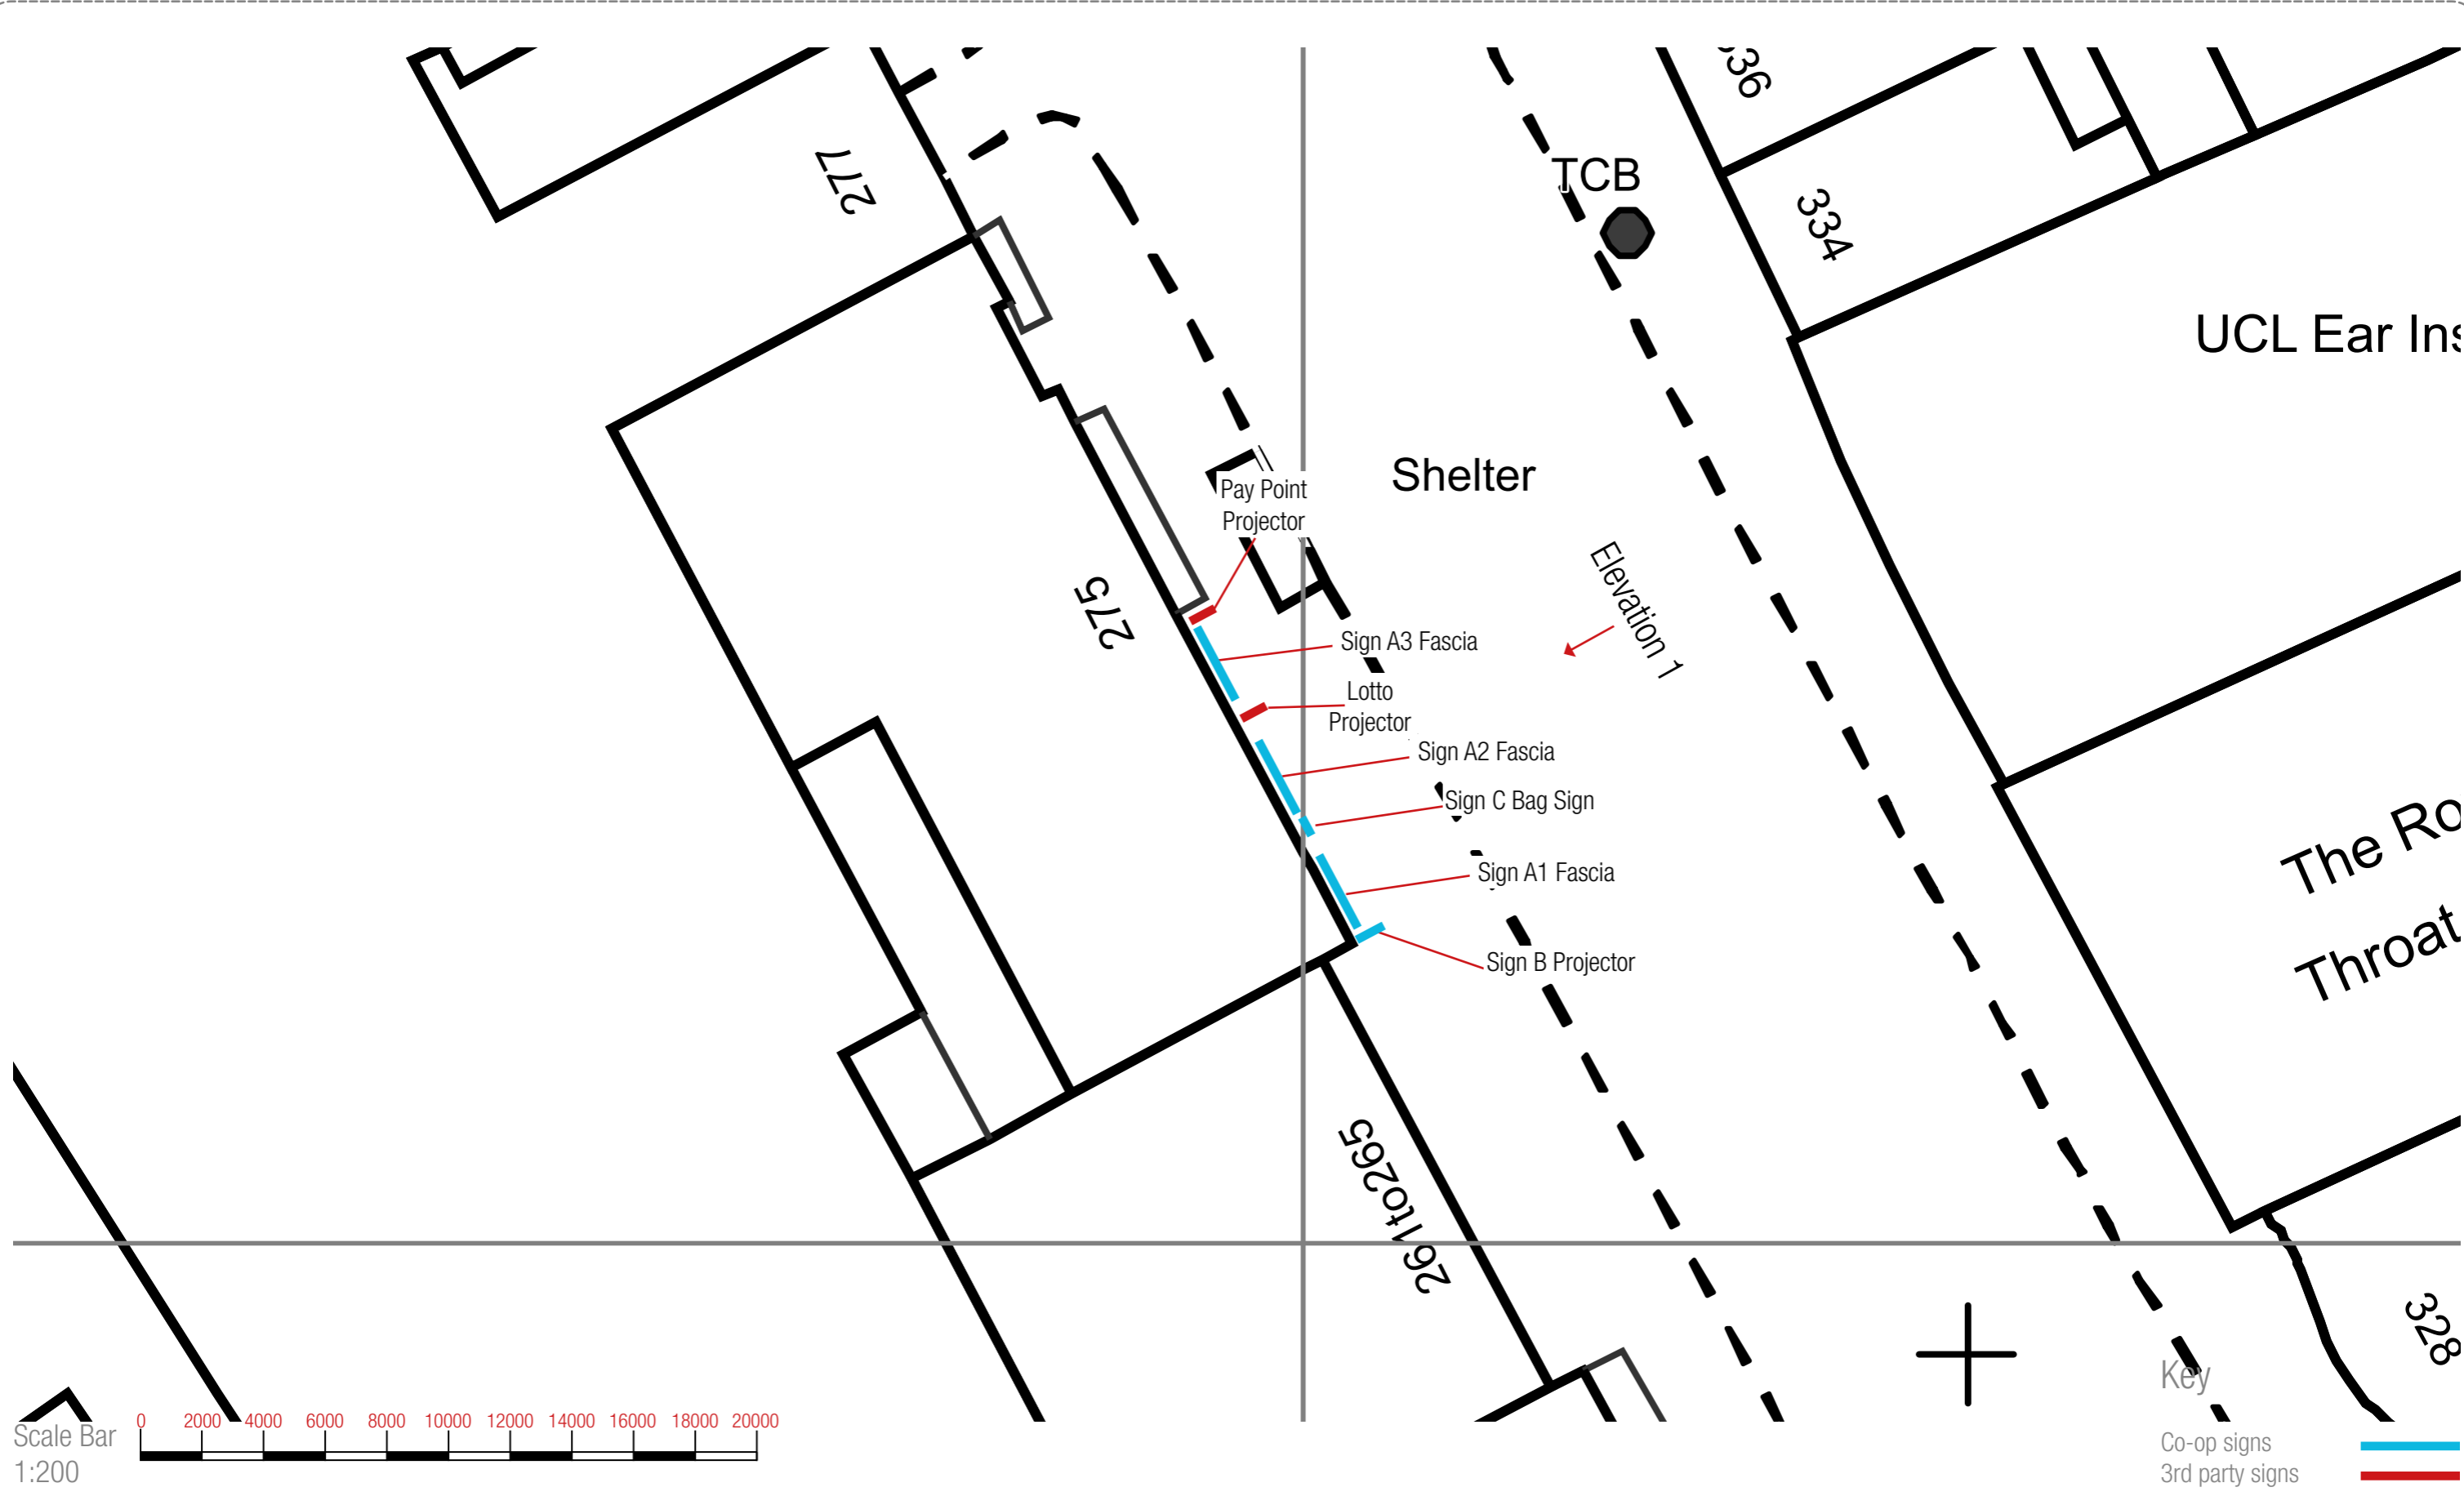 336
277
TCB
334
UCL Ear Ins
Shelter
Pay Point
Projector
Elevation 1
275
Sign A3 Fascia
Lotto
Projector
Sign A2 Fascia
Sign C Bag Sign
The Ro
Sign A1 Fascia
Throat
Sign B Projector
261to265
328
Key
0 2000 4000 6000 8000 10000 12000 14000 16000 18000 20000
Scale Bar
1:200
Co-op signs
3rd party signs